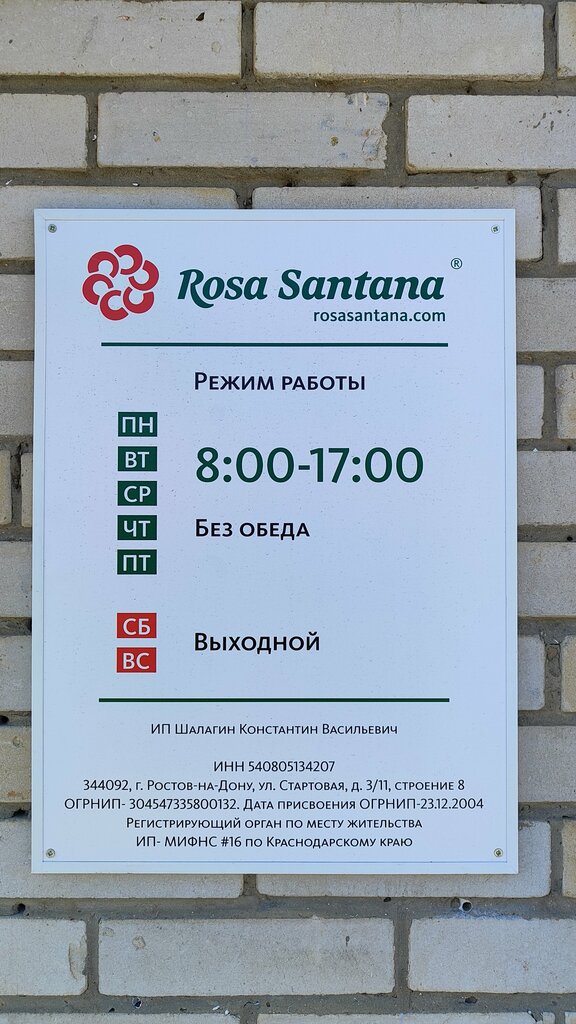 Rosa Santana ®
rosasantana.com
Режим работы
ПН
ВТ
8:00-17:00
СР
ЧТ
Без обеда
ПТ
СБ
Выходной
ВС
ИП Шалагин Константин Васильевич
ИНН 540805134207
344092, г. Ростов-на-Дону, ул. Стартовая, д. 3/11, строение 8
ОГРНИП- 304547335800132. Дата присвоения ОГРНИП-23.12.2004
Регистрирующий орган по месту жительства
ИП- МИФНС #16 по Краснодарскому краю